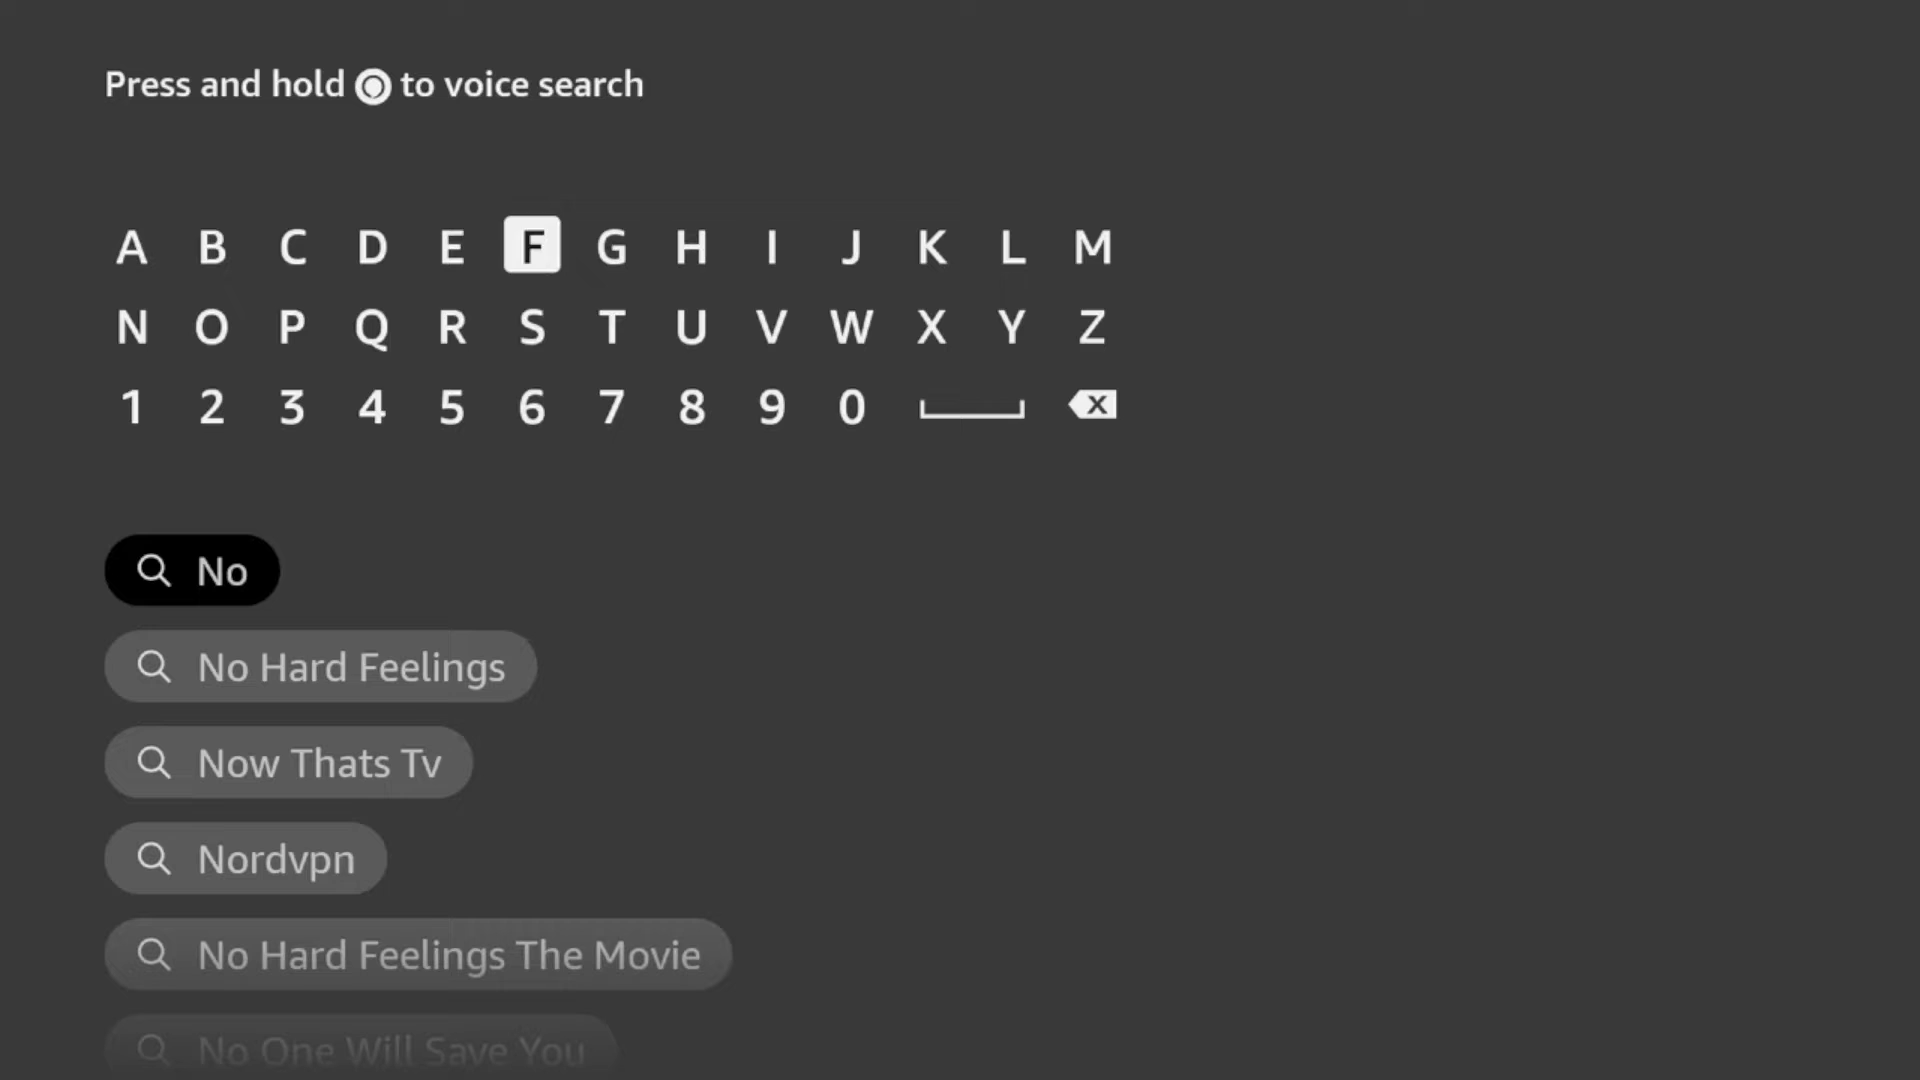 Press and hold to voice search
A B C D E F G H I J K L M
N O P Q R S T U V W X Y Z
1 2 3 4 5 6 7 8 9 0
No
No Hard Feelings
Now Thats Tv
Nordvpn
No Hard Feelings The Movie
No One Will Save You